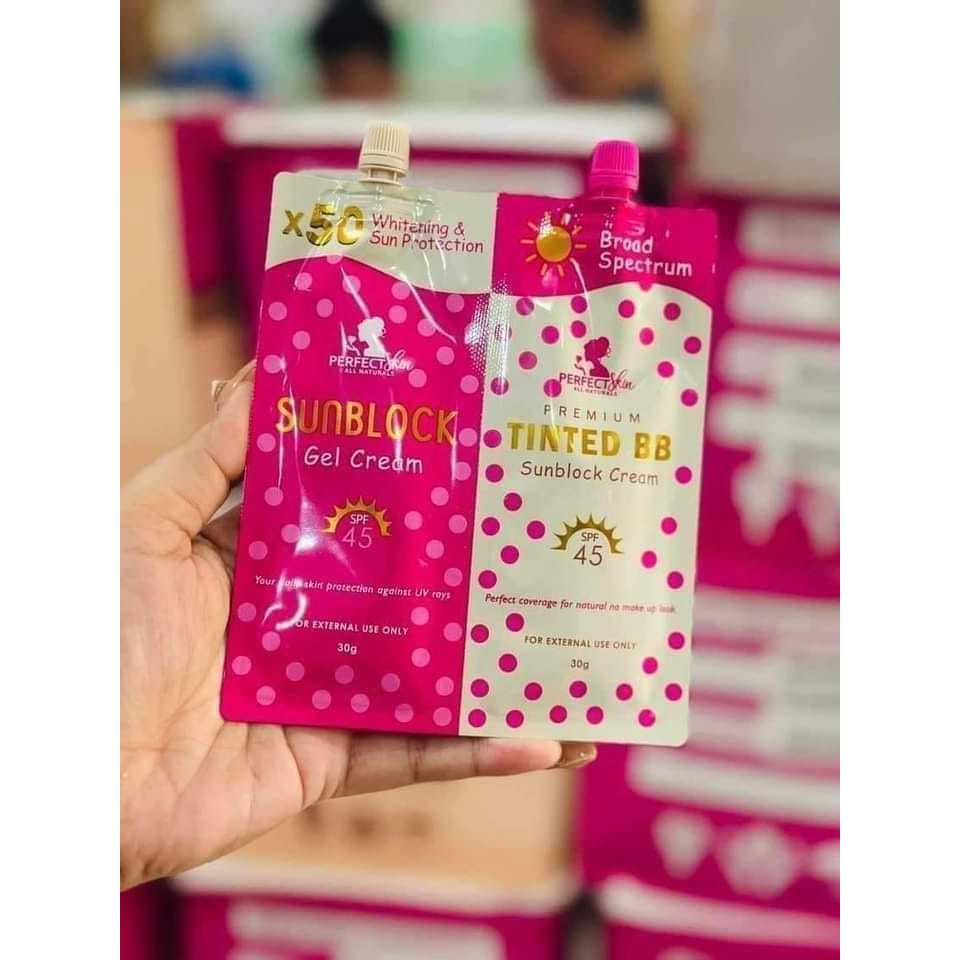 x50 Whitening &
Sun Protection
PERFECT Skin
ALL NATURALS
SUNBLOCK
Gel Cream
SPF
45
Your skin protection against UV rays
FOR EXTERNAL USE ONLY
30g
Broad
Spectrum
PERFECT Skin
ALL NATURALS
PREMIUM
TINTED BB
Sunblock Cream
SPF
45
Perfect coverage for natural no make up look.
FOR EXTERNAL USE ONLY
30g